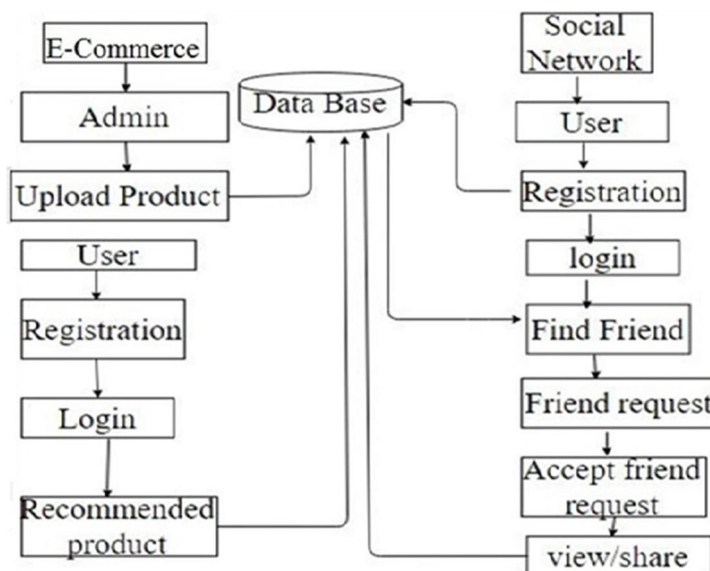 E-Commerce
Admin
Upload Product
User
Registration
Login
Recommended
product
Data Base
Social
Network
User
Registration
login
Find Friend
Friend request
Accept friend
request
view/share